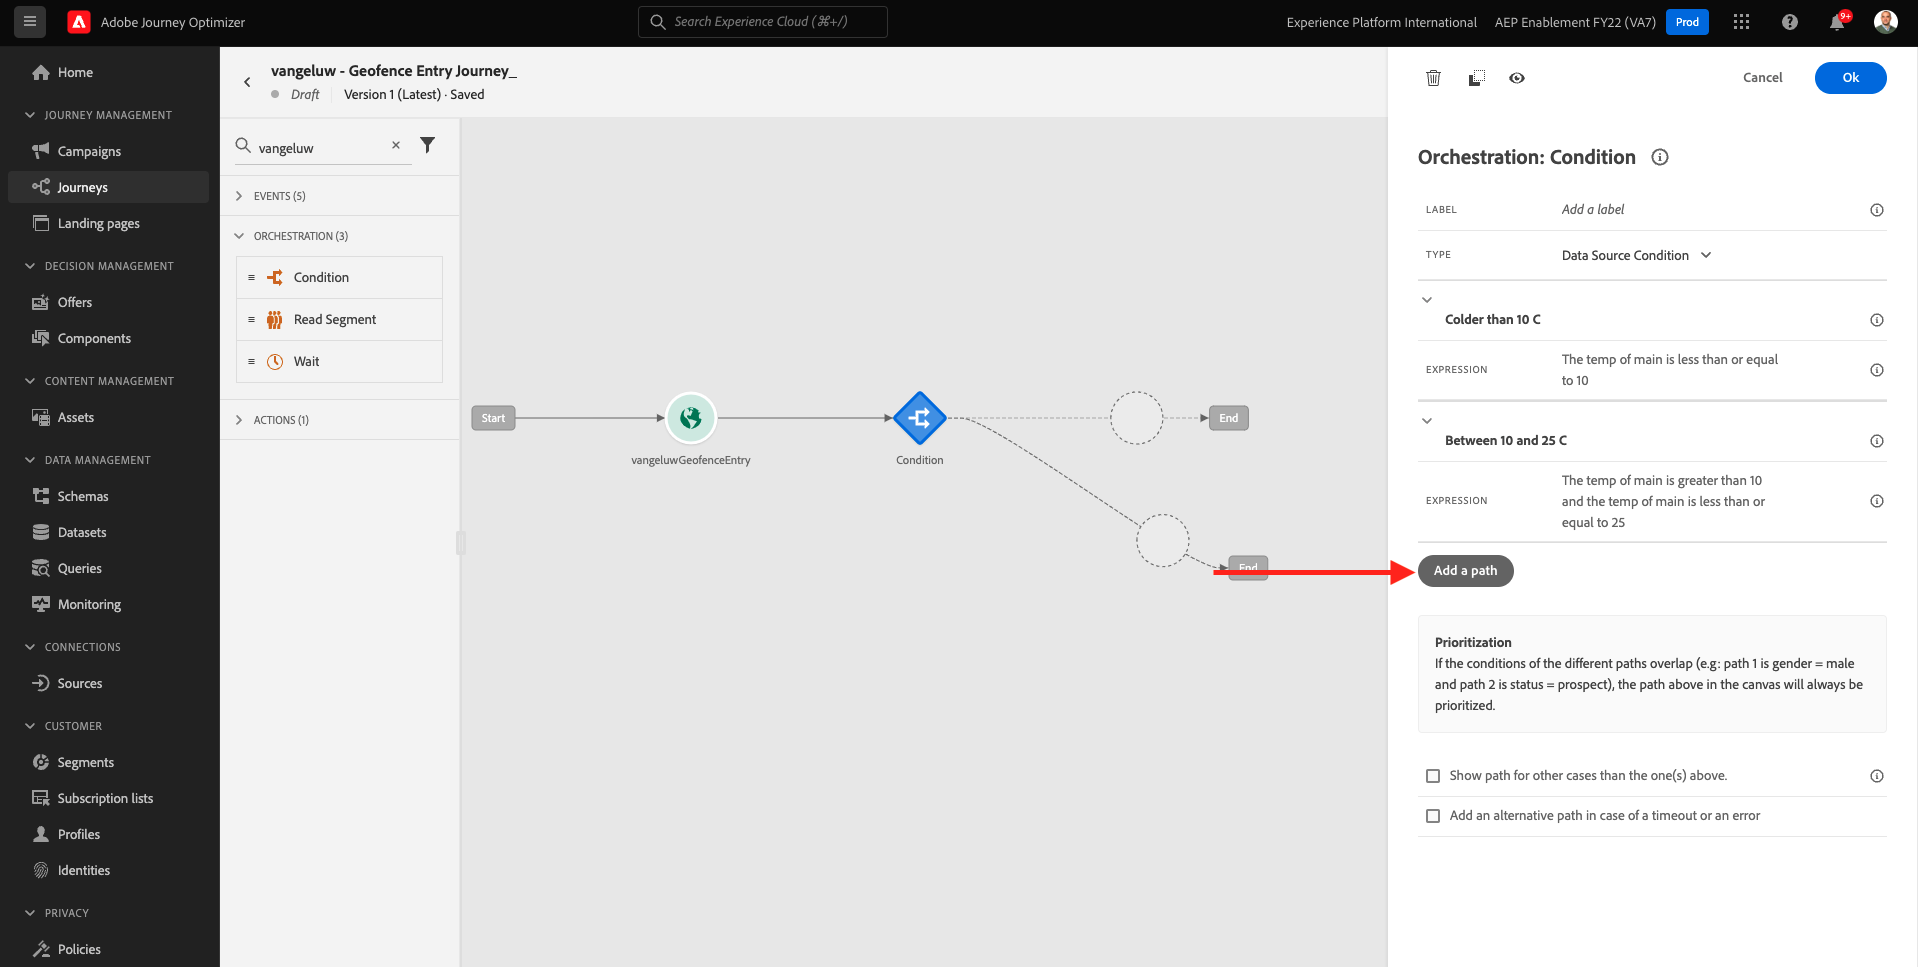 Adobe Journey Optimizer
Search Experience Cloud (⌘+/)
Experience Platform International
AEP Enablement FY22 (VA7)
Prod
9+
Home
JOURNEY MANAGEMENT
Campaigns
Journeys
Landing pages
DECISION MANAGEMENT
Offers
Components
CONTENT MANAGEMENT
Assets
DATA MANAGEMENT
Schemas
Datasets
Queries
Monitoring
CONNECTIONS
Sources
CUSTOMER
Segments
Subscription lists
Profiles
Identities
PRIVACY
Policies
vangeluw - Geofence Entry Journey_
Draft
Version 1 (Latest) · Saved
vangeluw
EVENTS (5)
ORCHESTRATION (3)
Condition
Read Segment
Wait
ACTIONS (1)
Start
vangeluwGeofenceEntry
Condition
End
End
Cancel
Ok
Orchestration: Condition
LABEL
Add a label
TYPE
Data Source Condition
Colder than 10 C
EXPRESSION
The temp of main is less than or equal
to 10
Between 10 and 25 C
EXPRESSION
The temp of main is greater than 10
and the temp of main is less than or
equal to 25
Add a path
Prioritization
If the conditions of the different paths overlap (e.g: path 1 is gender = male
and path 2 is status = prospect), the path above in the canvas will always be
prioritized.
Show path for other cases than the one(s) above.
Add an alternative path in case of a timeout or an error